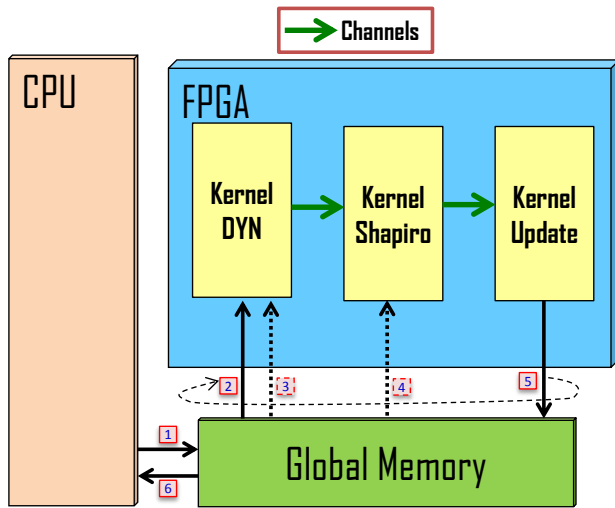 Channels
CPU
FPGA
Kernel
DYN
Kernel
Shapiro
Kernel
Update
2
3
4
5
1
6
Global Memory